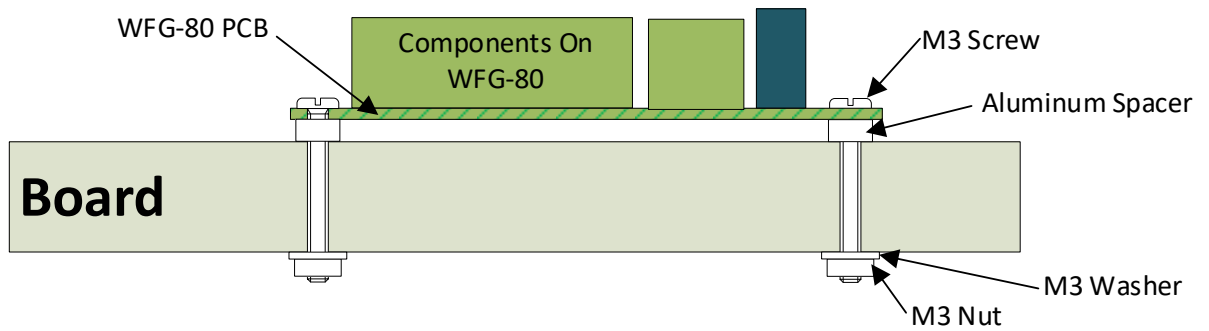 WFG-80 PCB
Components On
WFG-80
M3 Screw
Aluminum Spacer
Board
M3 Washer
M3 Nut